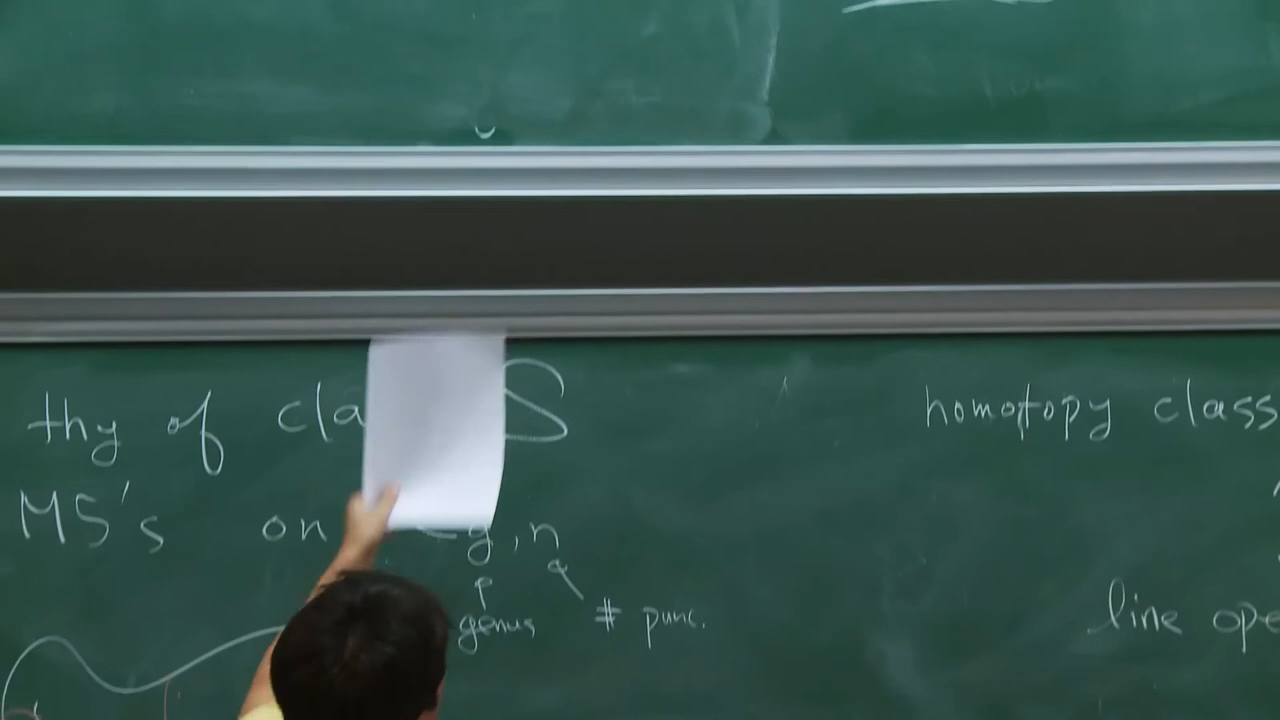 thy of cla S
M5's on g,n
genus # punc.
homotopy class
line ope